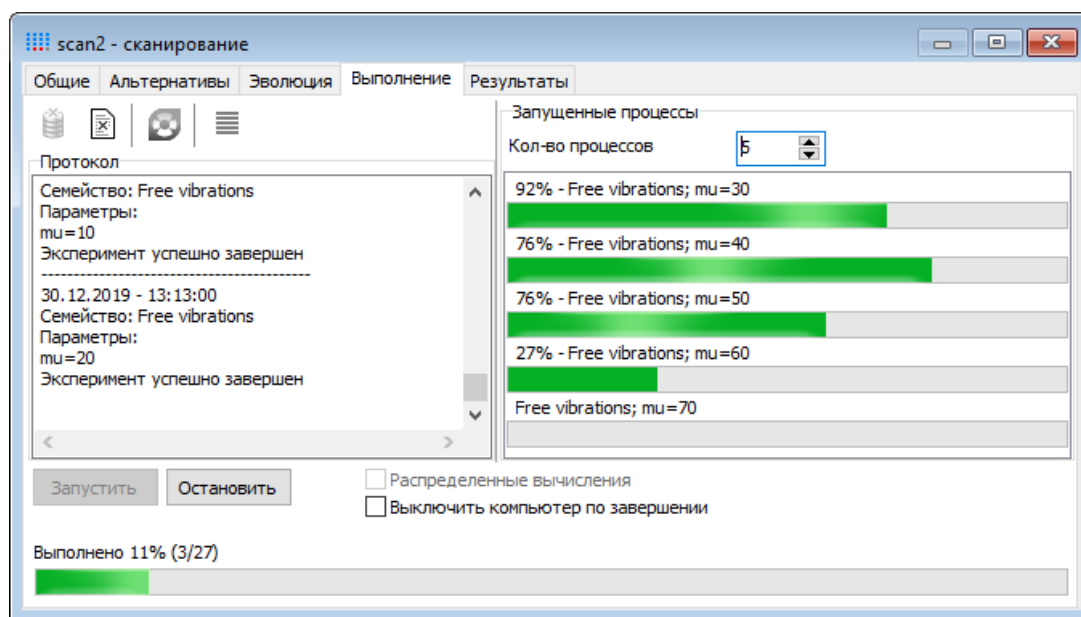 scan2 - сканирование
Общие Альтернативы Эволюция Выполнение Результаты
Протокол
Семейство: Free vibrations
Параметры:
mu=10
Эксперимент успешно завершен
------------------------------------------
30.12.2019 - 13:13:00
Семейство: Free vibrations
Параметры:
mu=20
Эксперимент успешно завершен
Запущенные процессы
Кол-во процессов 5
92% - Free vibrations; mu=30
76% - Free vibrations; mu=40
76% - Free vibrations; mu=50
27% - Free vibrations; mu=60
Free vibrations; mu=70
Запустить Остановить
Распределенные вычисления
Выключить компьютер по завершении
Выполнено 11% (3/27)